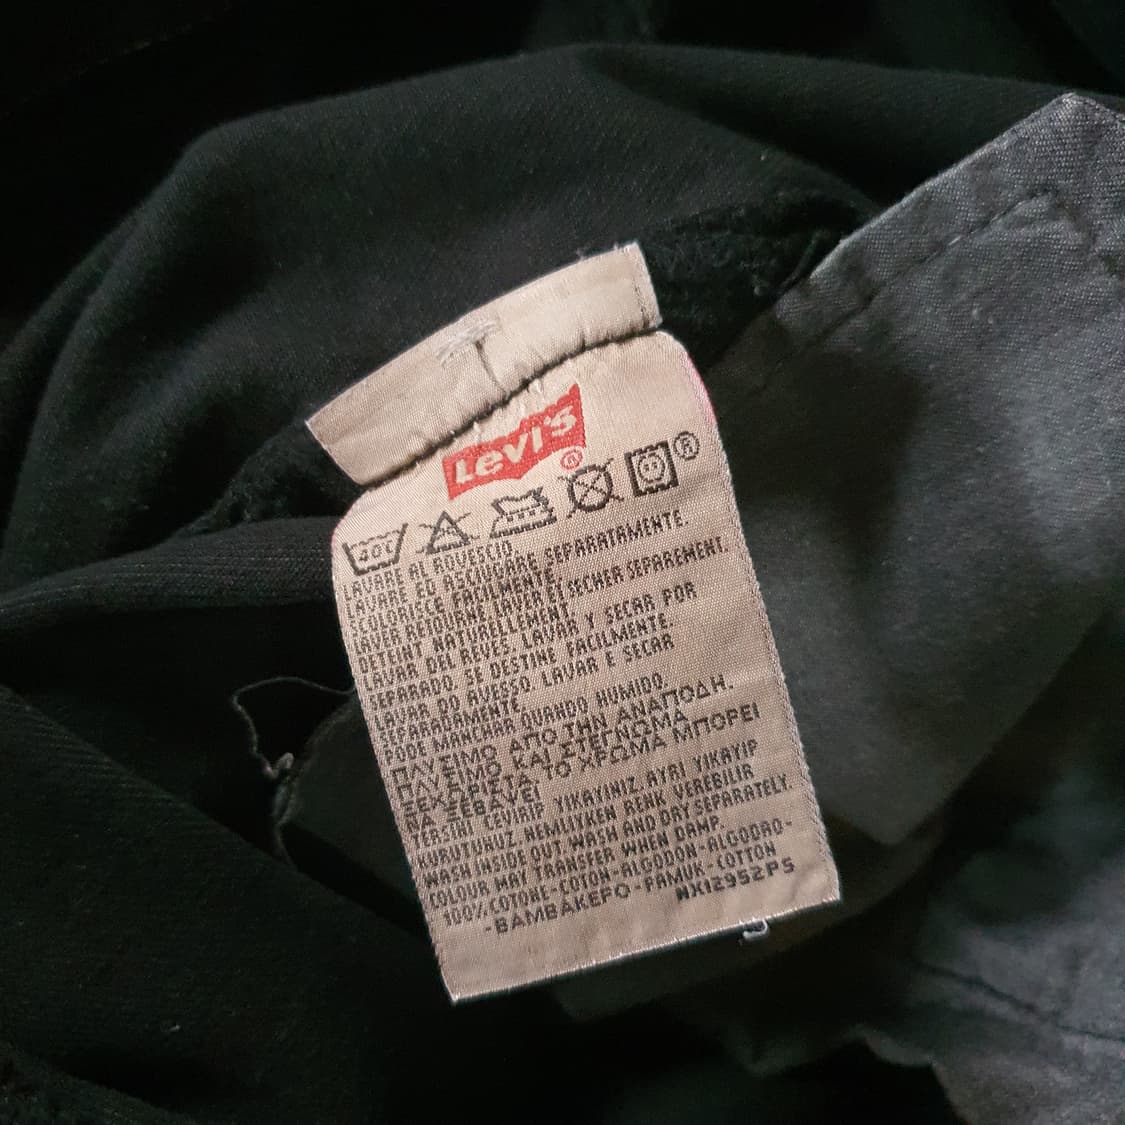 Levi's
®
40C ®
LAVARE AL ROVESCIO.
LAVARE ED ASCIUGARE SEPARATAMENTE.
SCOLORISCE FACILMENTE.
LAVER RETOURNE LAVER ET SECHER SEPAREMENT.
DETEINT NATURELLEMENT
LAVAR DEL REVES. LAVAR Y SECAR POR
SEPARADO SE DESTINE FACILMENTE.
LAVAR DO AVESSO. LAVAR E SECAR
SEPARADAMENTE.
PODE MANCHAR QUANDO HUMIDO.
ΠΛΥΣΙΜΟ ΑΠΟ ΤΗΝ ΑΝΑΠΟΔΗ.
ΠΛΥΣΙΜΟ ΚΑΙ ΣΤΕΓΝΩΜΑ
ΞΕΧΩΡΙΣΤΑ ΤΟ ΧΡΩΜΑ ΜΠΟΡΕΙ
ΝΑ ΞΕΒΑΨΕΙ
TERSINI ÇEVIRIP YIKAYINIZ. AYRI YIKAYIP
KURUTUNUZ. NEMLIYKEN RENK VEREBILIR
WASH INSIDE OUT. WASH AND DRY SEPARATELY
COLOUR MAY TRANSFER WHEN DAMP.
100% COTONE-COTON-ALGODON-ALGODAO-
-BAMBAKEPO-PAMUK-COTTON
NX12952PS